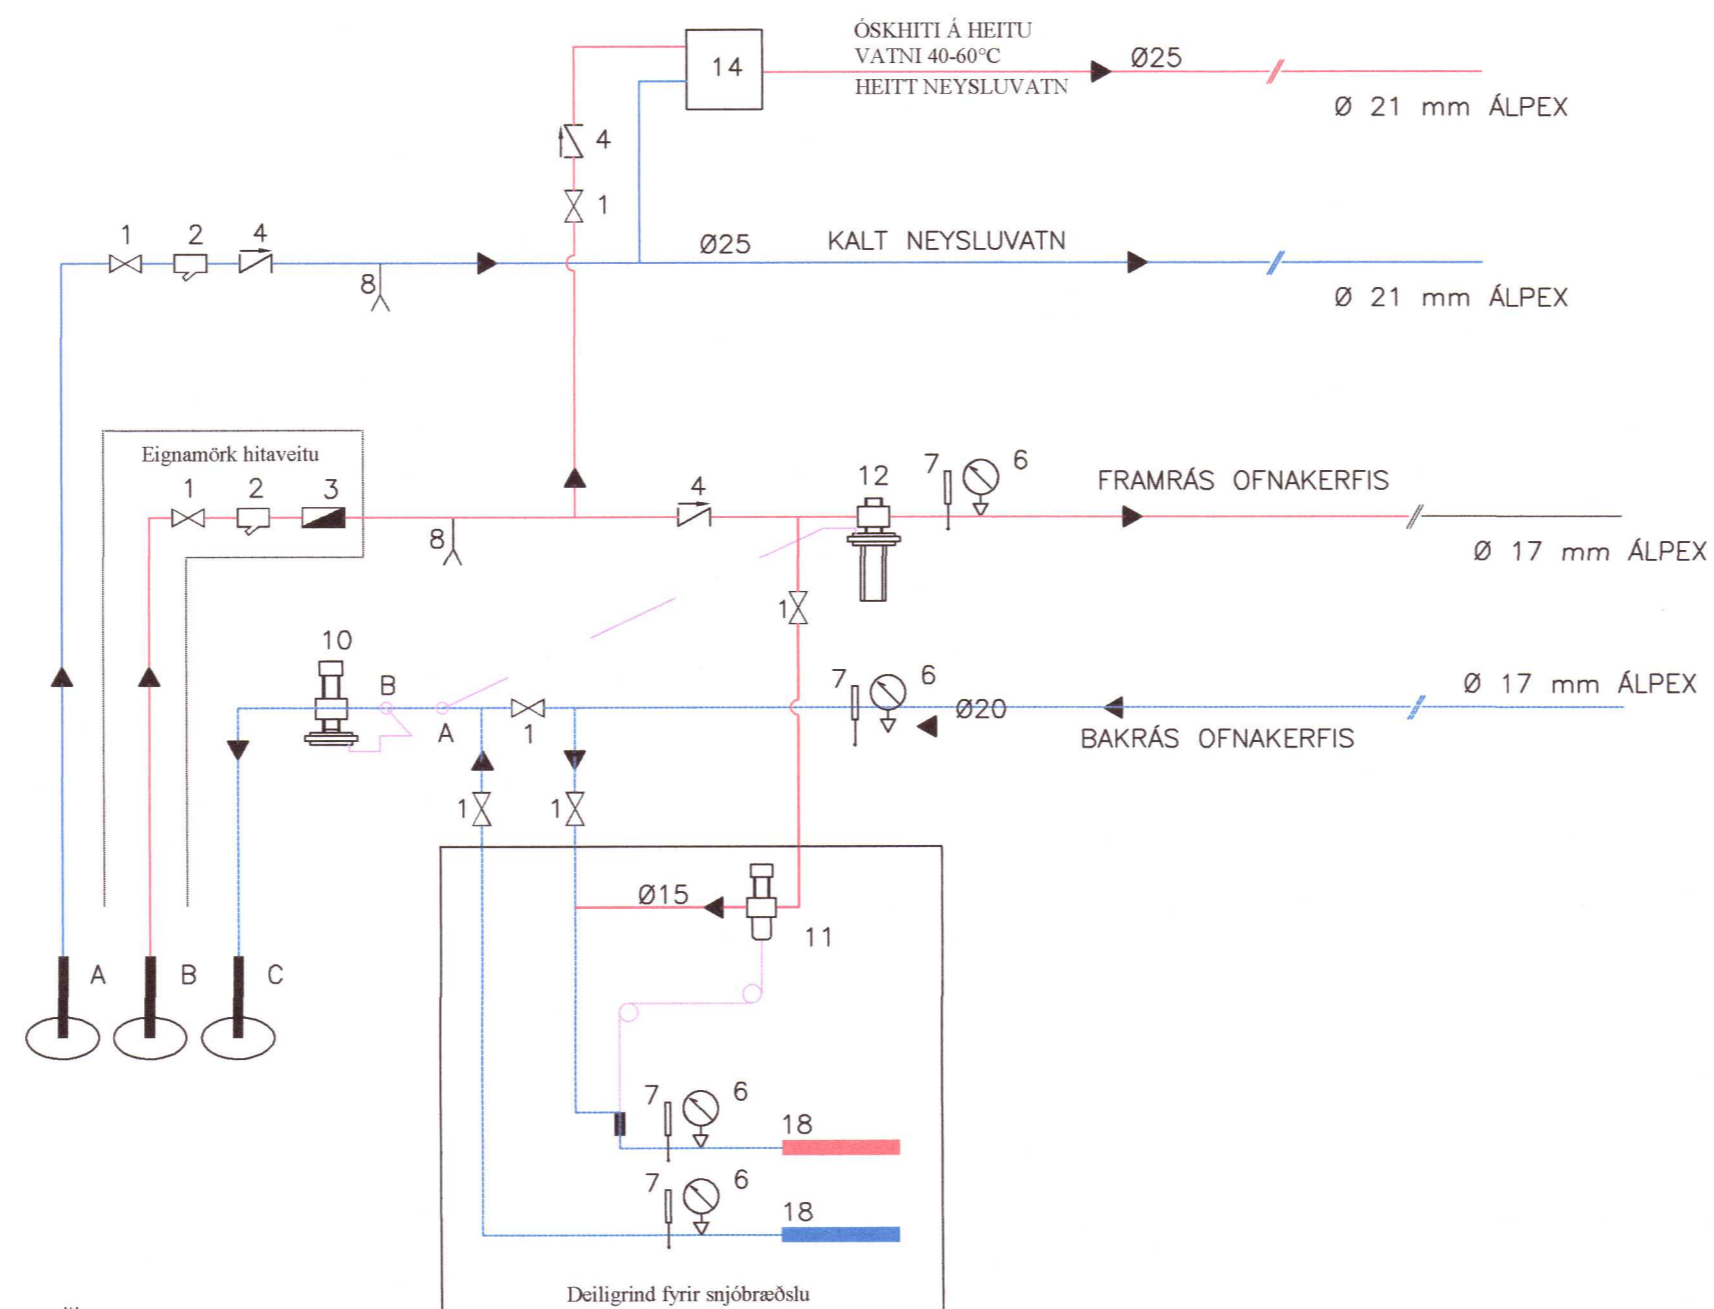 ÓSKHITI Á HEITU
VATNI 40-60°C
HEITT NEYSLUVATN
14
Ø25
Ø 21 mm ÁLPEX
4
1
1 2 4
8
Ø25
KALT NEYSLUVATN
Ø 21 mm ÁLPEX
Eignamörk hitaveitu
1 2 3
8
4
12
7 6
FRAMRÁS OFNAKERFIS
Ø 17 mm ÁLPEX
1
10
B
A
1
7 6
Ø20
Ø 17 mm ÁLPEX
BAKRÁS OFNAKERFIS
1 1
Ø15
11
A B C
7 6
18
7 6
18
Deiligrind fyrir snjóbræðslu